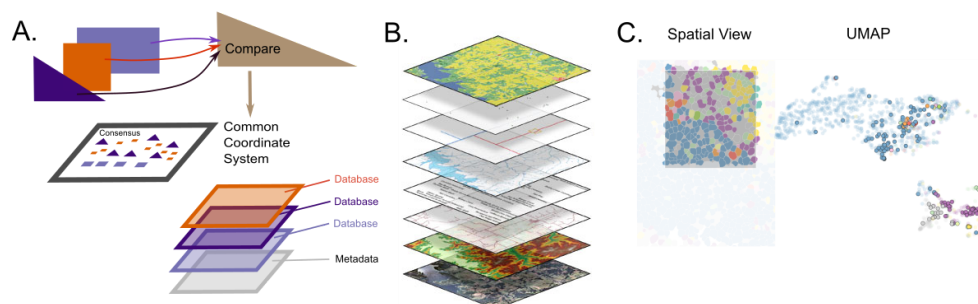 A.
Compare
Consensus
Common
Coordinate
System
Database
Database
Database
Metadata
B.
C.
Spatial View
UMAP